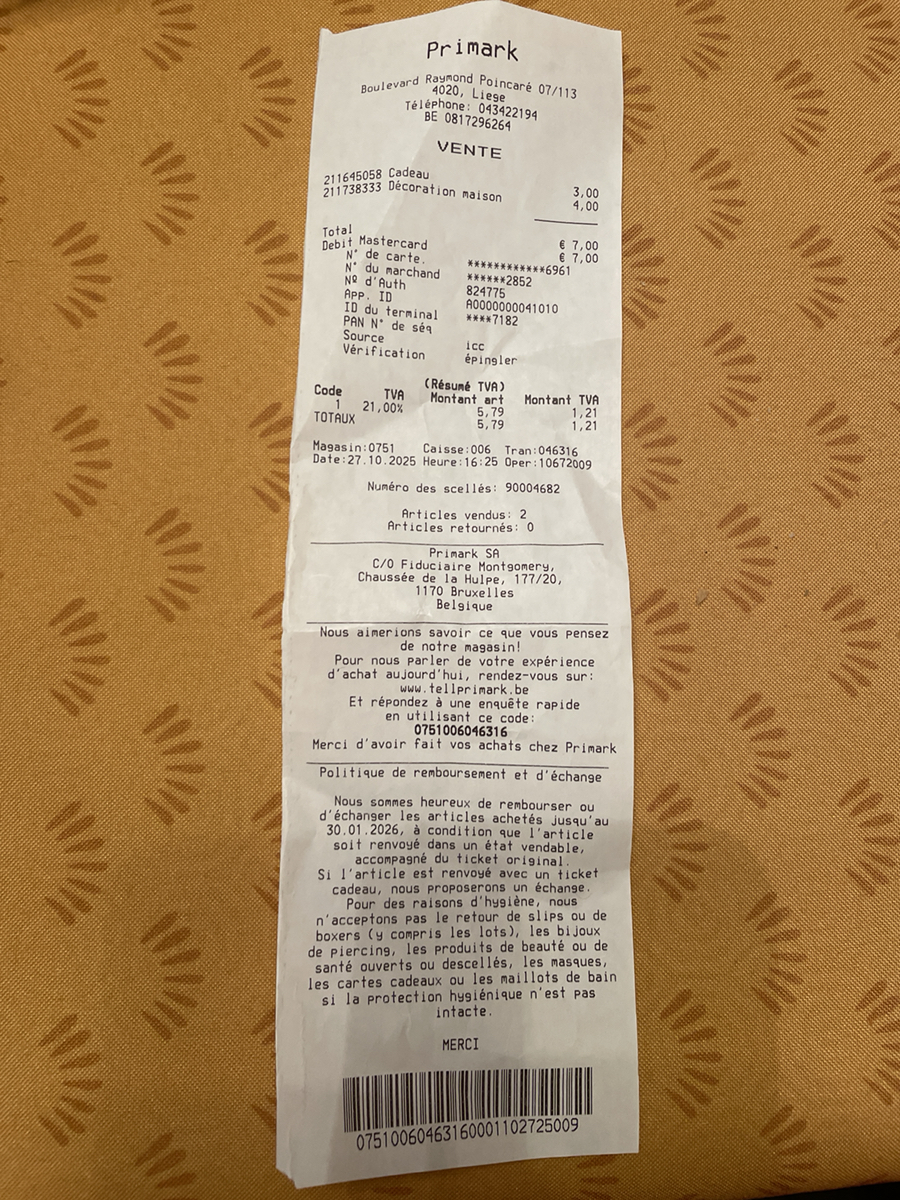 Primark
Boulevard Raymond Poincaré 07/113
4020, Liege
Téléphone: 043422194
BE 0817296264
VENTE
211645058 Cadeau 3,00
211738333 Décoration maison 4,00
Total € 7,00
Debit Mastercard € 7,00
N° de carte. ************6961
N° du marchand ******2852
Nº d'Auth 824775
App. ID A0000000041010
ID du terminal ****7182
PAN N° de séq
Source icc
Vérification épingler
(Résumé TVA)
Code TVA Montant art Montant TVA
1 21,00% 5,79 1,21
TOTAUX 5,79 1,21
Magasin:0751 Caisse:006 Tran:046316
Date:27.10.2025 Heure:16:25 Oper:10672009
Numéro des scellés: 90004682
Articles vendus: 2
Articles retournés: 0
Primark SA
C/O Fiduciaire Montgomery,
Chaussée de la Hulpe, 177/20,
1170 Bruxelles
Belgique
Nous aimerions savoir ce que vous pensez
de notre magasin!
Pour nous parler de votre expérience
d'achat aujourd'hui, rendez-vous sur:
www.tellprimark.be
Et répondez à une enquête rapide
en utilisant ce code:
0751006046316
Merci d'avoir fait vos achats chez Primark
Politique de remboursement et d'échange
Nous sommes heureux de rembourser ou
d'échanger les articles achetés jusqu'au
30.01.2026, à condition que l'article
soit renvoyé dans un état vendable,
accompagné du ticket original.
Si l'article est renvoyé avec un ticket
cadeau, nous proposerons un échange.
Pour des raisons d'hygiène, nous
n'acceptons pas le retour de slips ou de
boxers (y compris les lots), les bijoux
de piercing, les produits de beauté ou de
santé ouverts ou descellés, les masques,
les cartes cadeaux ou les maillots de bain
si la protection hygiénique n'est pas
intacte.
MERCI
07510060463160001102725009